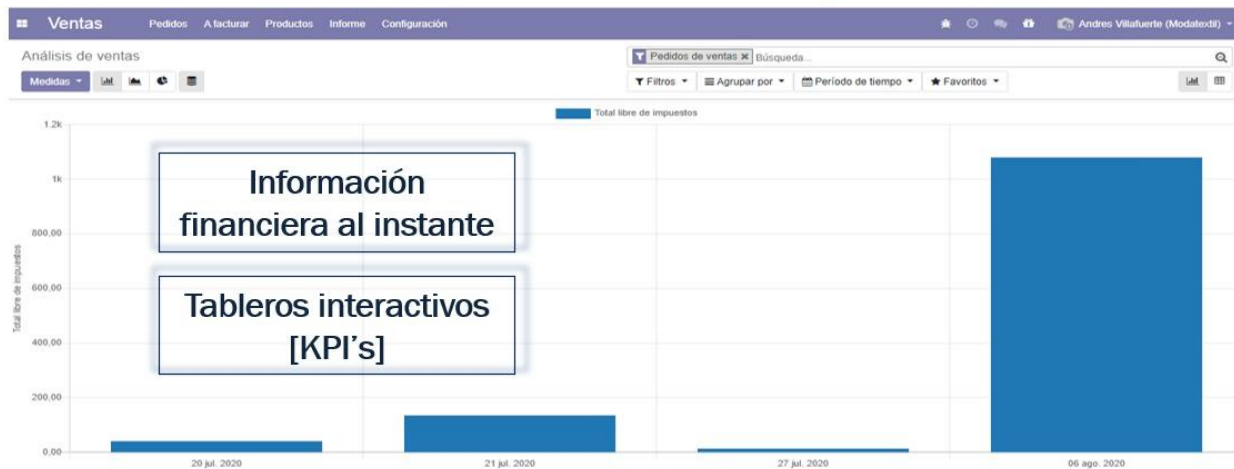 Ventas Pedidos A facturar Productos Informe Configuración Andres Villafuerte (Modatextil)
Análisis de ventas
Pedidos de ventas × Búsqueda...
Medidas Filtros Agrupar por Período de tiempo Favoritos
Total libre de impuestos
1.2k
1k
800,00
600,00
400,00
200,00
0,00
Total libre de impuestos
Información
financiera al instante
Tableros interactivos
[KPI's]
20 jul. 2020 21 jul. 2020 27 jul. 2020 06 ago. 2020